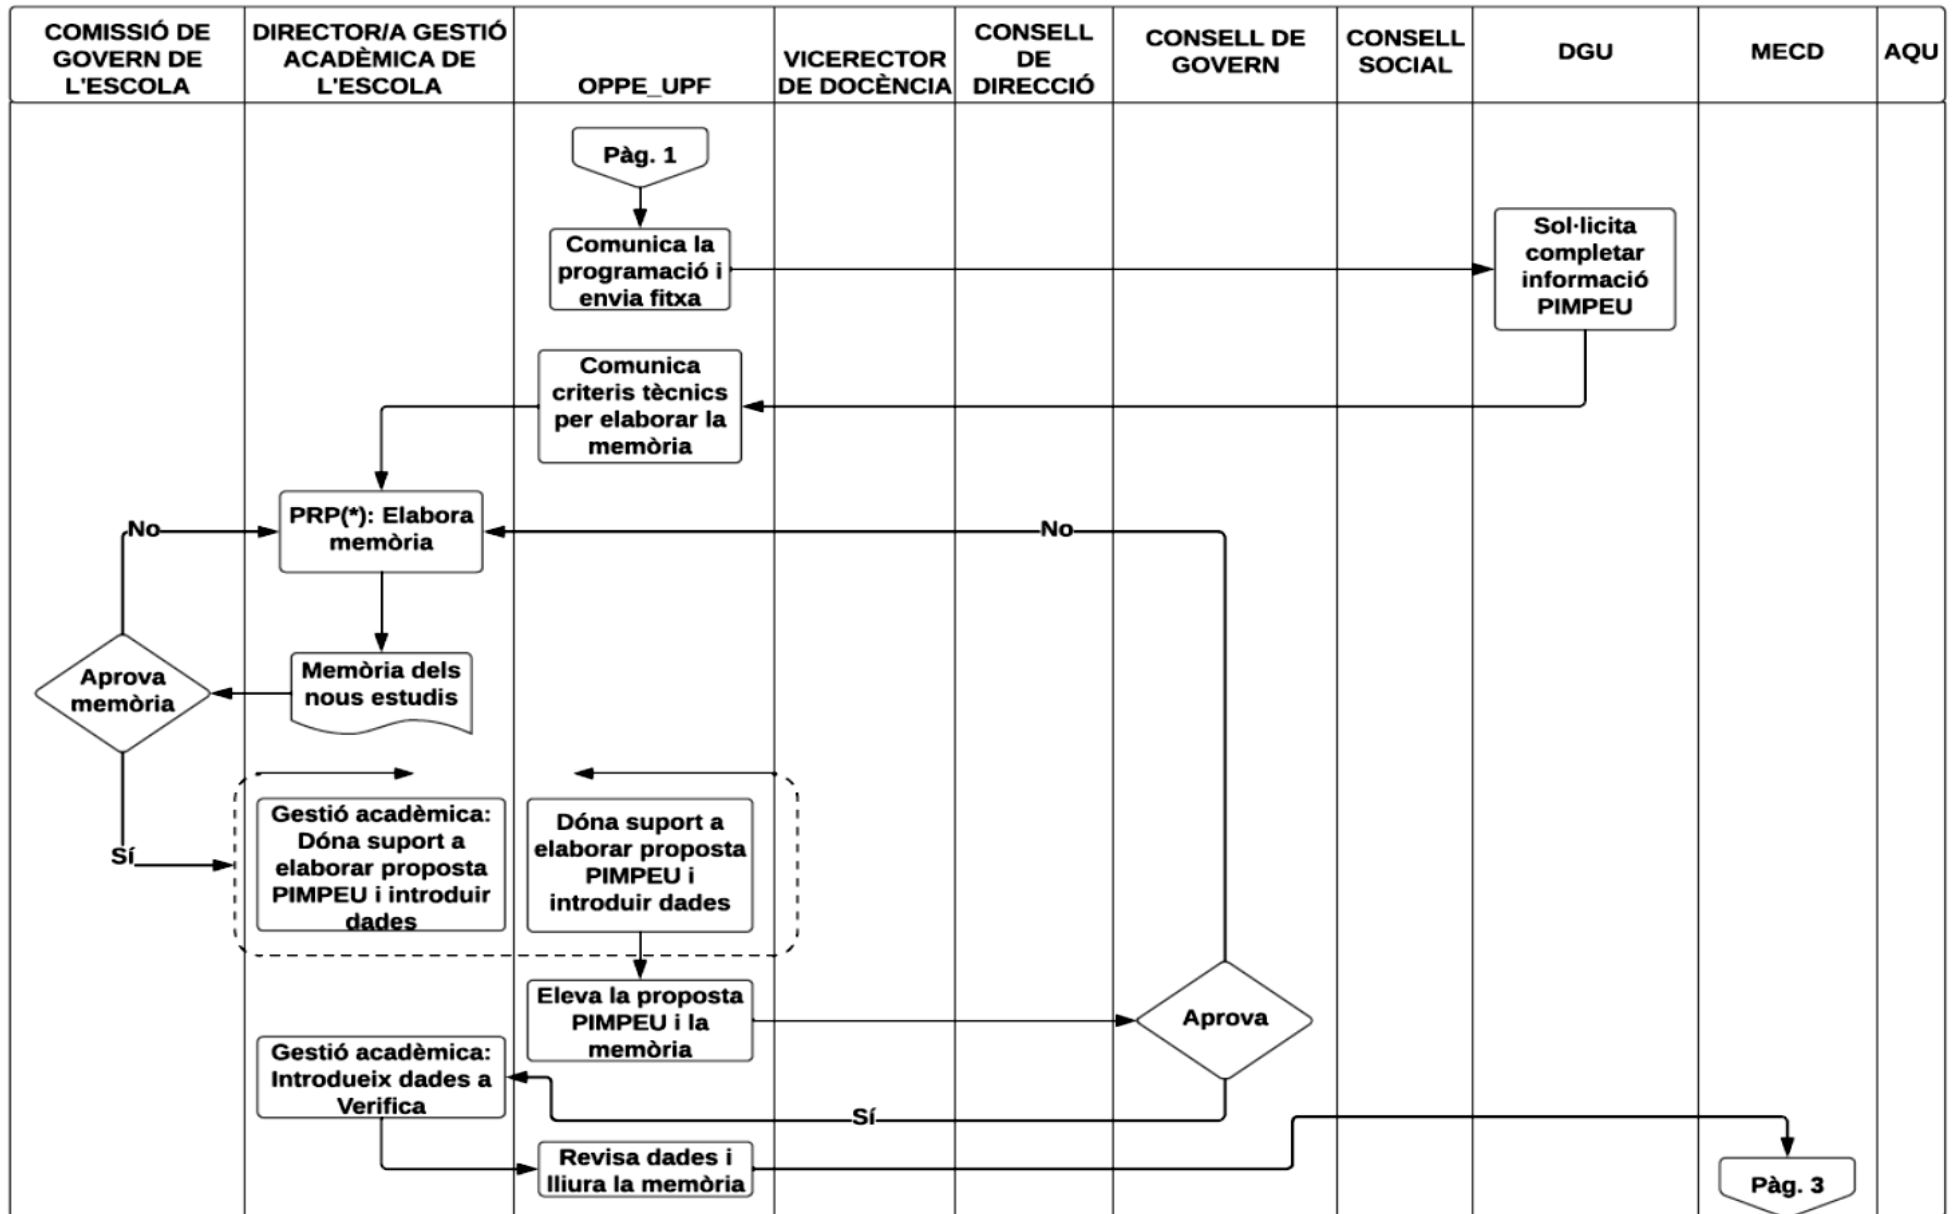 COMISSIÓ DE
GOVERN DE
L'ESCOLA
DIRECTOR/A GESTIÓ
ACADÈMICA DE
L'ESCOLA
OPPE_UPF
VICERECTOR
DE DOCÈNCIA
CONSELL
DE
DIRECCIÓ
CONSELL DE
GOVERN
CONSELL
SOCIAL
DGU
MECD
AQU
Pàg. 1
Comunica la
programació i
envia fitxa
Sol·licita
completar
informació
PIMPEU
Comunica
criteris tècnics
per elaborar la
memòria
No
PRP(*): Elabora
memòria
No
Aprova
memòria
Memòria dels
nous estudis
Sí
Gestió acadèmica:
Dóna suport a
elaborar proposta
PIMPEU i introduir
dades
Dóna suport a
elaborar proposta
PIMPEU i
introduir dades
Eleva la proposta
PIMPEU i la
memòria
Aprova
Gestió acadèmica:
Introdueix dades a
Verifica
Sí
Revisa dades i
lliura la memòria
Pàg. 3